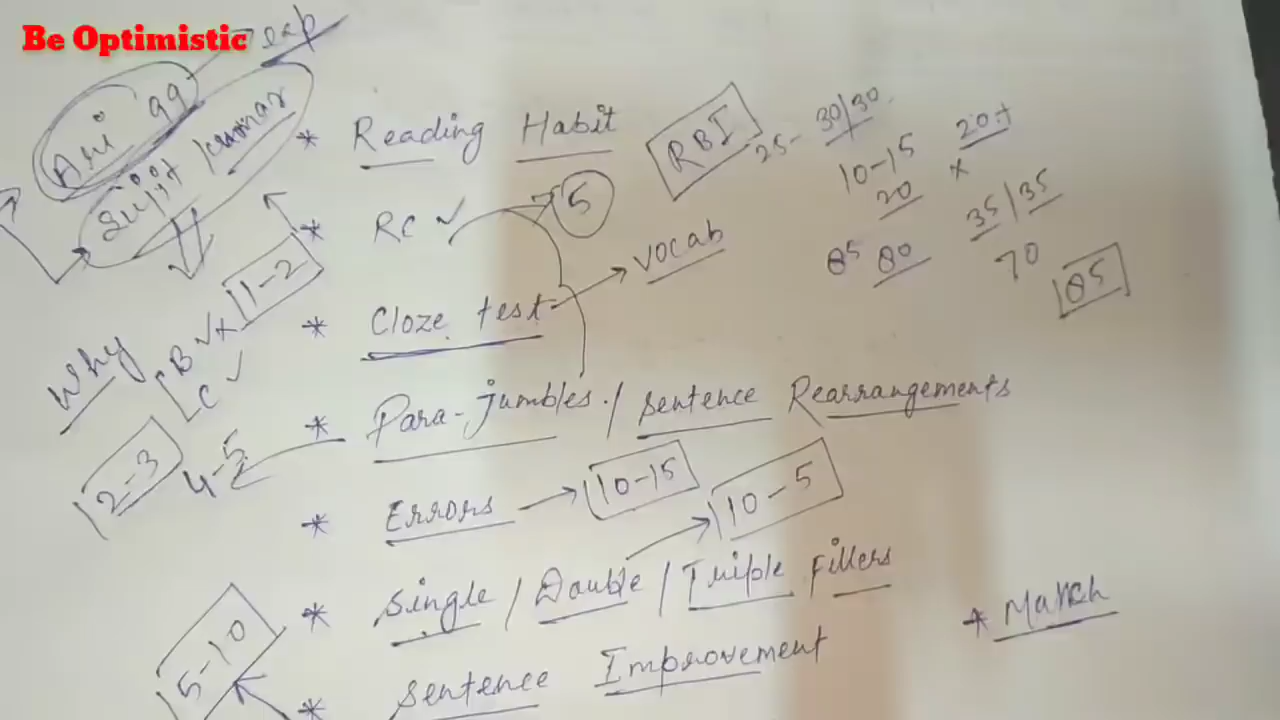 Be Optimistic
exp
Ari 99
Sujit kumar
* Reading Habit
RBI
25- 30/30
10-15 20+
20 x
35/35
85 80 70 85
* RC ✓ 5
1-2
* Cloze test → vocab
Why
B ✓x
C ✓
* Para-Jumbles / sentence Rearrangements
2-3 4-5
* Errors → 10-15
10-5
* Single / Double / Triple Fillers
5-10
* Sentence Improvement
* Match